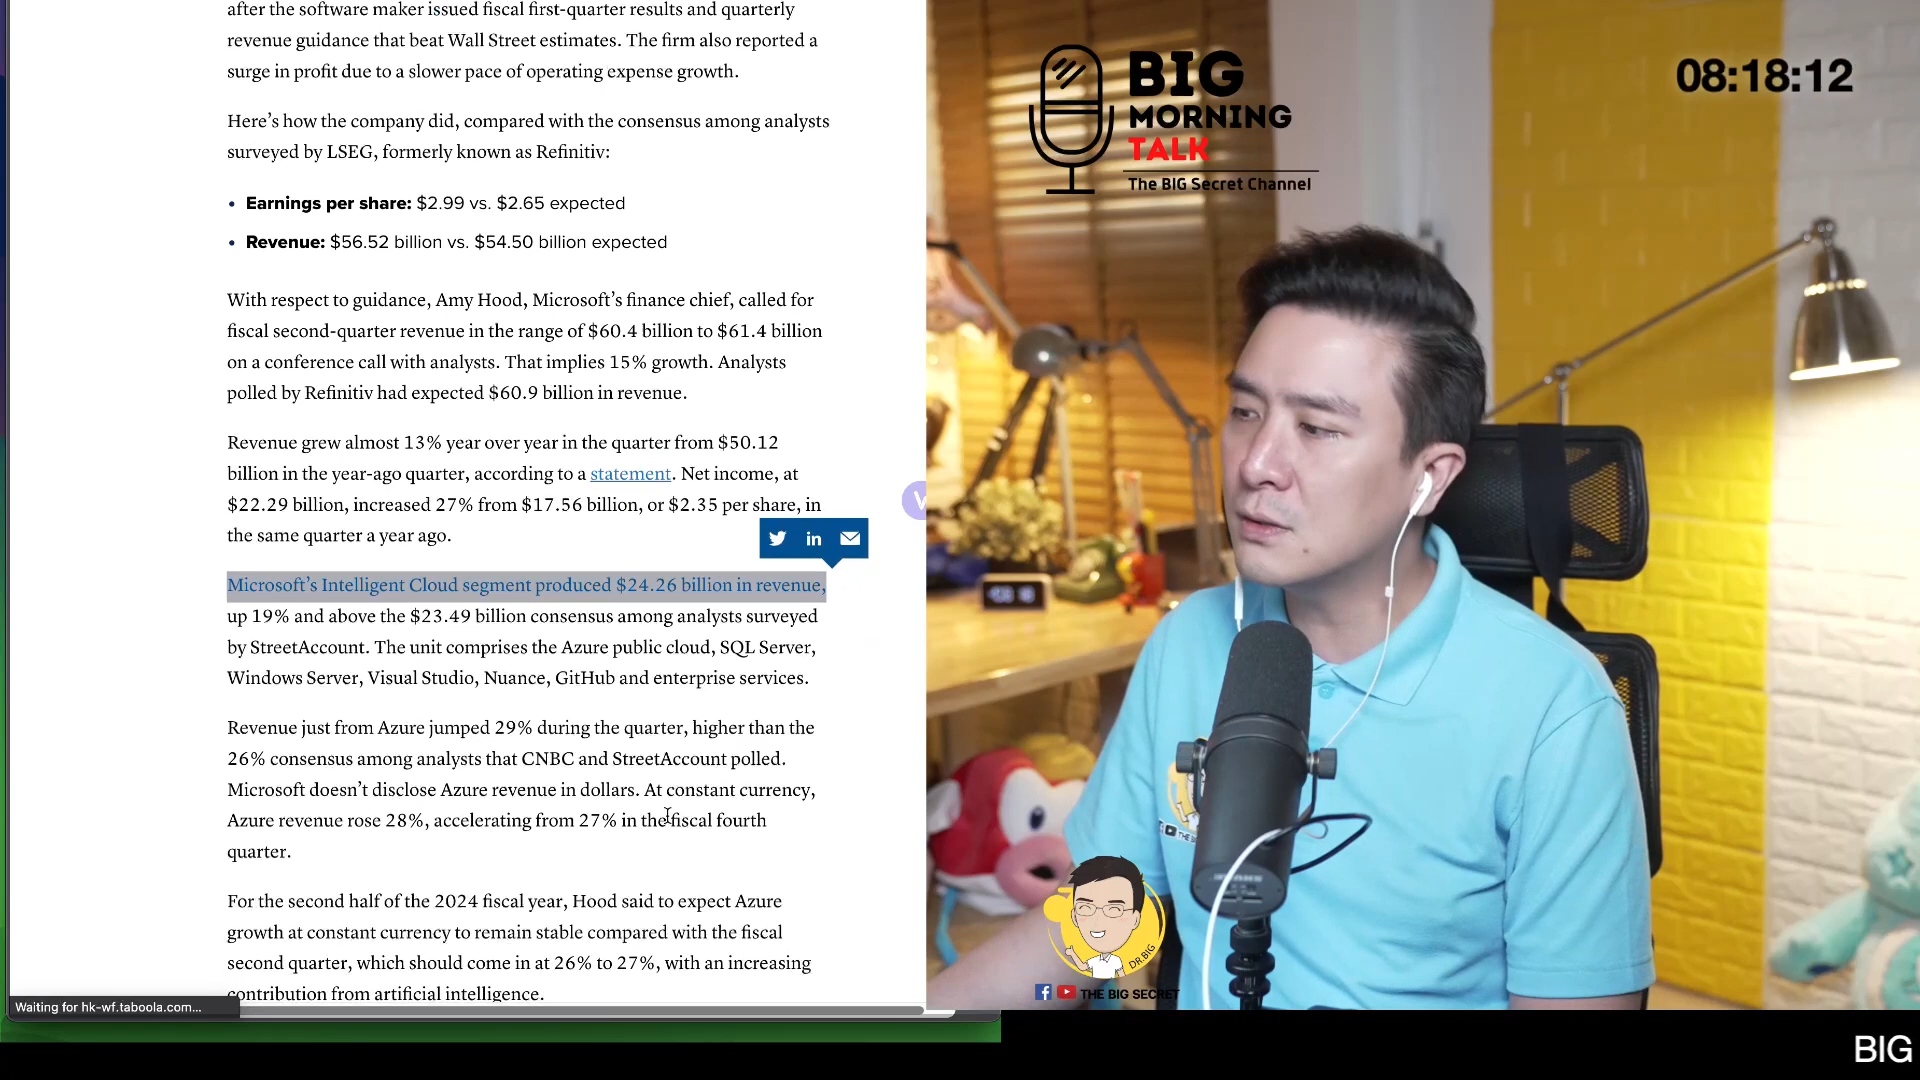 after the software maker issued fiscal first-quarter results and quarterly
revenue guidance that beat Wall Street estimates. The firm also reported a
surge in profit due to a slower pace of operating expense growth.
Here’s how the company did, compared with the consensus among analysts
surveyed by LSEG, formerly known as Refinitiv:
• Earnings per share: $2.99 vs. $2.65 expected
• Revenue: $56.52 billion vs. $54.50 billion expected
With respect to guidance, Amy Hood, Microsoft’s finance chief, called for
fiscal second-quarter revenue in the range of $60.4 billion to $61.4 billion
on a conference call with analysts. That implies 15% growth. Analysts
polled by Refinitiv had expected $60.9 billion in revenue.
Revenue grew almost 13% year over year in the quarter from $50.12
billion in the year-ago quarter, according to a statement. Net income, at
$22.29 billion, increased 27% from $17.56 billion, or $2.35 per share, in
the same quarter a year ago.
in
Microsoft’s Intelligent Cloud segment produced $24.26 billion in revenue,
up 19% and above the $23.49 billion consensus among analysts surveyed
by StreetAccount. The unit comprises the Azure public cloud, SQL Server,
Windows Server, Visual Studio, Nuance, GitHub and enterprise services.
Revenue just from Azure jumped 29% during the quarter, higher than the
26% consensus among analysts that CNBC and StreetAccount polled.
Microsoft doesn’t disclose Azure revenue in dollars. At constant currency,
Azure revenue rose 28%, accelerating from 27% in the fiscal fourth
quarter.
For the second half of the 2024 fiscal year, Hood said to expect Azure
growth at constant currency to remain stable compared with the fiscal
second quarter, which should come in at 26% to 27%, with an increasing
contribution from artificial intelligence.
Waiting for hk-wf.taboola.com...
BIG
MORNING
TALK
The BIG Secret Channel
08:18:12
DR.BIG
THE BIG SECRET
BIG